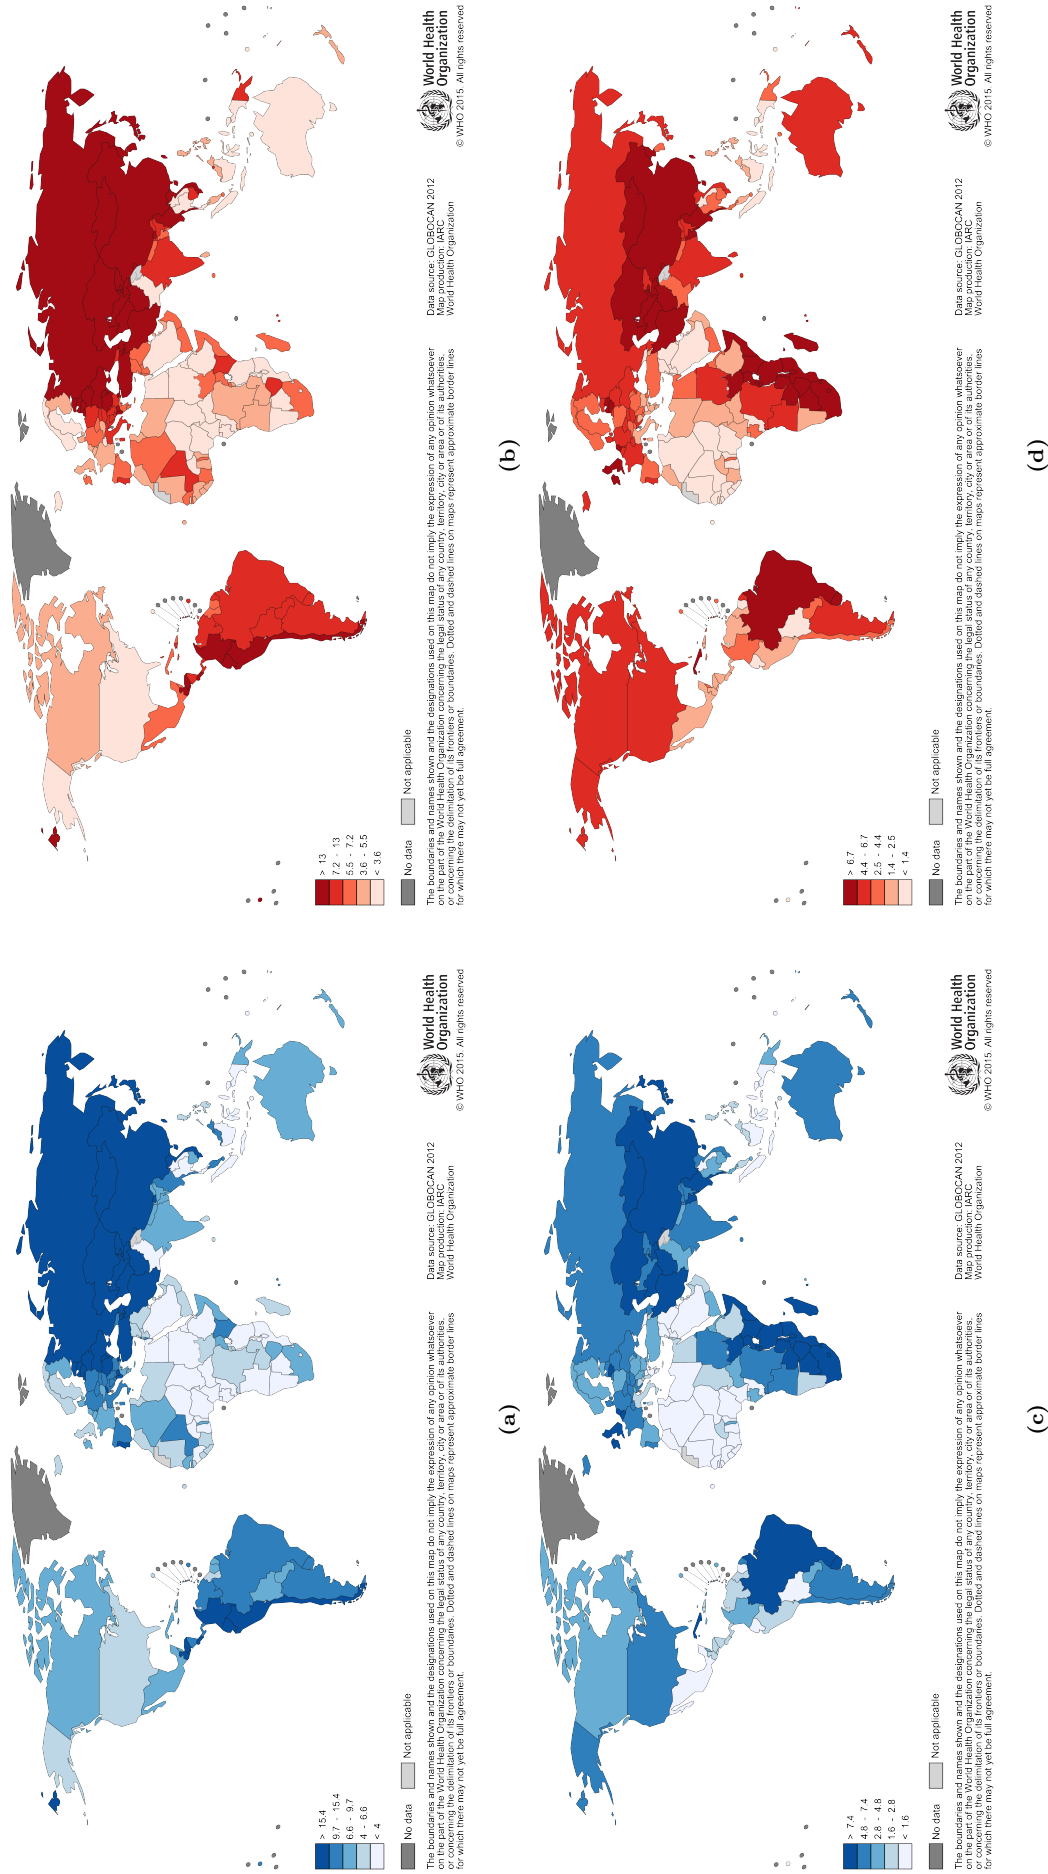 > 15.4
9.7 - 15.4
6.6 - 9.7
4 - 6.6
< 4
No data
Not applicable
The boundaries and names shown and the designations used on this map do not imply the expression of any opinion whatsoever
on the part of the World Health Organization concerning the legal status of any country, territory, city or area or of its authorities,
or concerning the delimitation of its frontiers or boundaries. Dotted and dashed lines on maps represent approximate border lines
for which there may not yet be full agreement.
Data source: GLOBOCAN 2012
Map production: IARC
World Health Organization
World Health
Organization
© WHO 2015. All rights reserved
(a)
> 13
7.2 - 13
5.5 - 7.2
3.6 - 5.5
< 3.6
No data
Not applicable
The boundaries and names shown and the designations used on this map do not imply the expression of any opinion whatsoever
on the part of the World Health Organization concerning the legal status of any country, territory, city or area or of its authorities,
or concerning the delimitation of its frontiers or boundaries. Dotted and dashed lines on maps represent approximate border lines
for which there may not yet be full agreement.
Data source: GLOBOCAN 2012
Map production: IARC
World Health Organization
World Health
Organization
© WHO 2015. All rights reserved
(b)
> 7.4
4.8 - 7.4
2.8 - 4.8
1.6 - 2.8
< 1.6
No data
Not applicable
The boundaries and names shown and the designations used on this map do not imply the expression of any opinion whatsoever
on the part of the World Health Organization concerning the legal status of any country, territory, city or area or of its authorities,
or concerning the delimitation of its frontiers or boundaries. Dotted and dashed lines on maps represent approximate border lines
for which there may not yet be full agreement.
Data source: GLOBOCAN 2012
Map production: IARC
World Health Organization
World Health
Organization
© WHO 2015. All rights reserved
(c)
> 6.7
4.4 - 6.7
2.5 - 4.4
1.4 - 2.5
< 1.4
No data
Not applicable
The boundaries and names shown and the designations used on this map do not imply the expression of any opinion whatsoever
on the part of the World Health Organization concerning the legal status of any country, territory, city or area or of its authorities,
or concerning the delimitation of its frontiers or boundaries. Dotted and dashed lines on maps represent approximate border lines
for which there may not yet be full agreement.
Data source: GLOBOCAN 2012
Map production: IARC
World Health Organization
World Health
Organization
© WHO 2015. All rights reserved
(d)